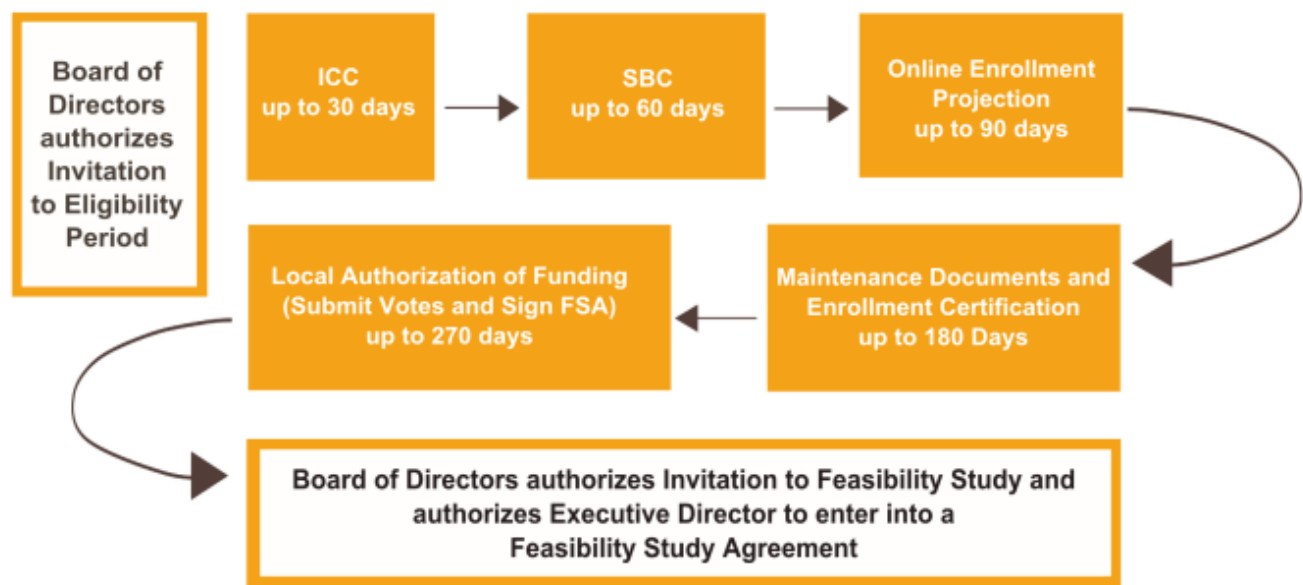 Board of
Directors
authorizes
Invitation
to Eligibility
Period
ICC
up to 30 days
SBC
up to 60 days
Online Enrollment
Projection
up to 90 days
Maintenance Documents and
Enrollment Certification
up to 180 Days
Local Authorization of Funding
(Submit Votes and Sign FSA)
up to 270 days
Board of Directors authorizes Invitation to Feasibility Study and
authorizes Executive Director to enter into a
Feasibility Study Agreement